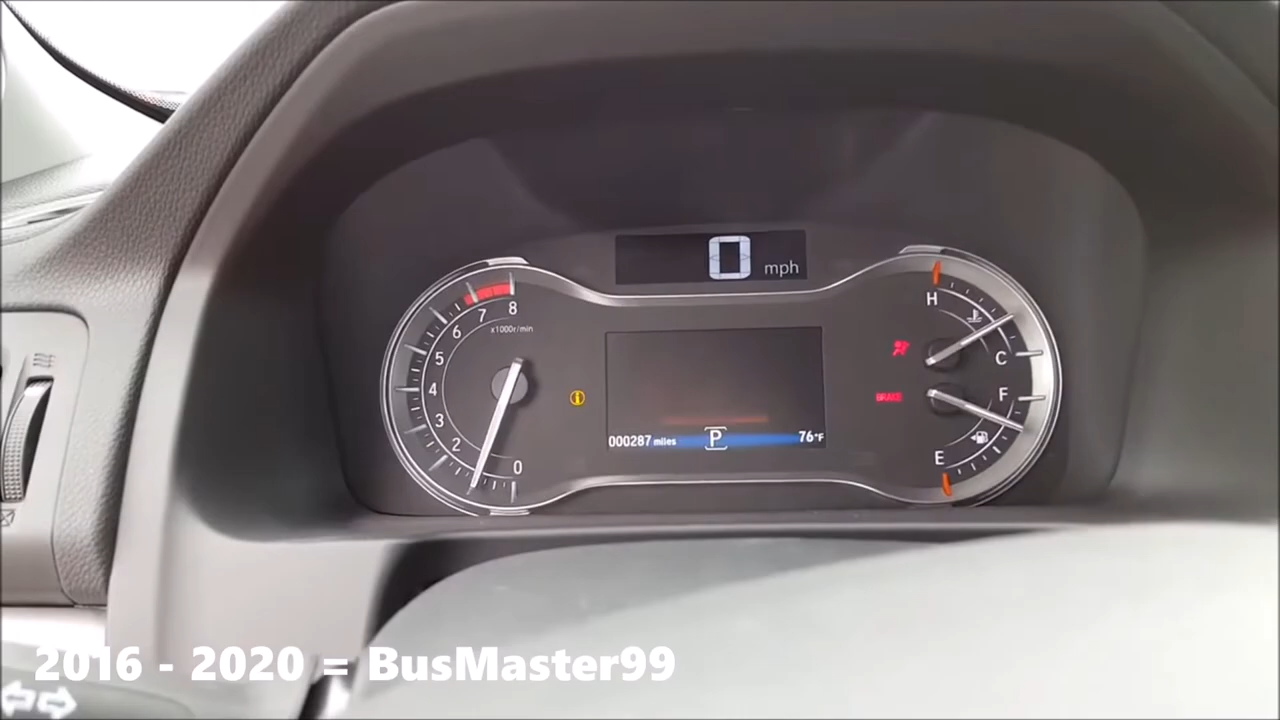 0 mph
8
7
6
x1000r/min
5
4
3
2
0
H
C
BRAKE
F
E
000287 miles
P
76°F
2016 - 2020 = BusMaster99